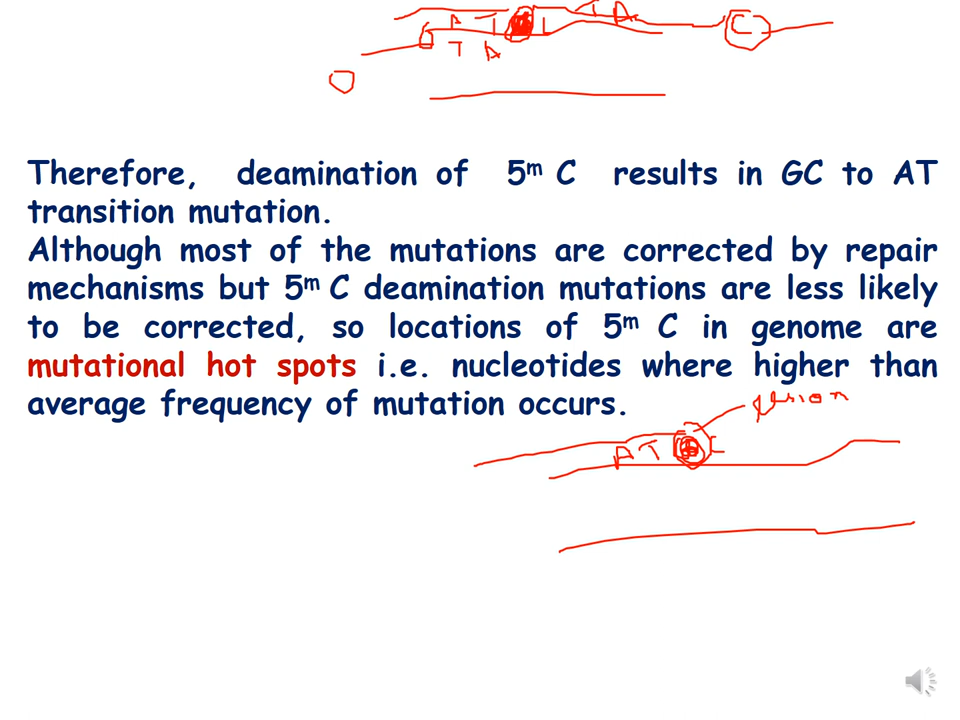 A T L T A C
T A
Therefore, deamination of 5ᵐ C results in GC to AT
transition mutation.
Although most of the mutations are corrected by repair
mechanisms but 5ᵐ C deamination mutations are less likely
to be corrected, so locations of 5ᵐ C in genome are
mutational hot spots i.e. nucleotides where higher than
average frequency of mutation occurs.
A T C